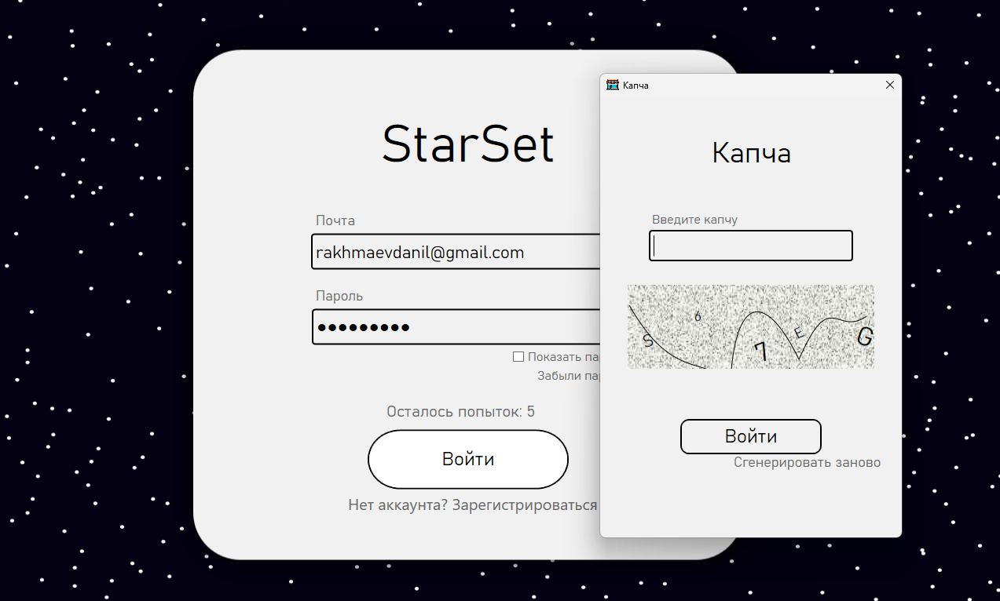 StarSet
Почта
rakhmaevdanil@gmail.com
Пароль
●●●●●●●●●
Показать па
Забыли па
Осталось попыток: 5
Войти
Нет аккаунта? Зарегистрироваться
Капча
Капча
Введите капчу
S 6 7 E G
Войти
Сгенерировать заново